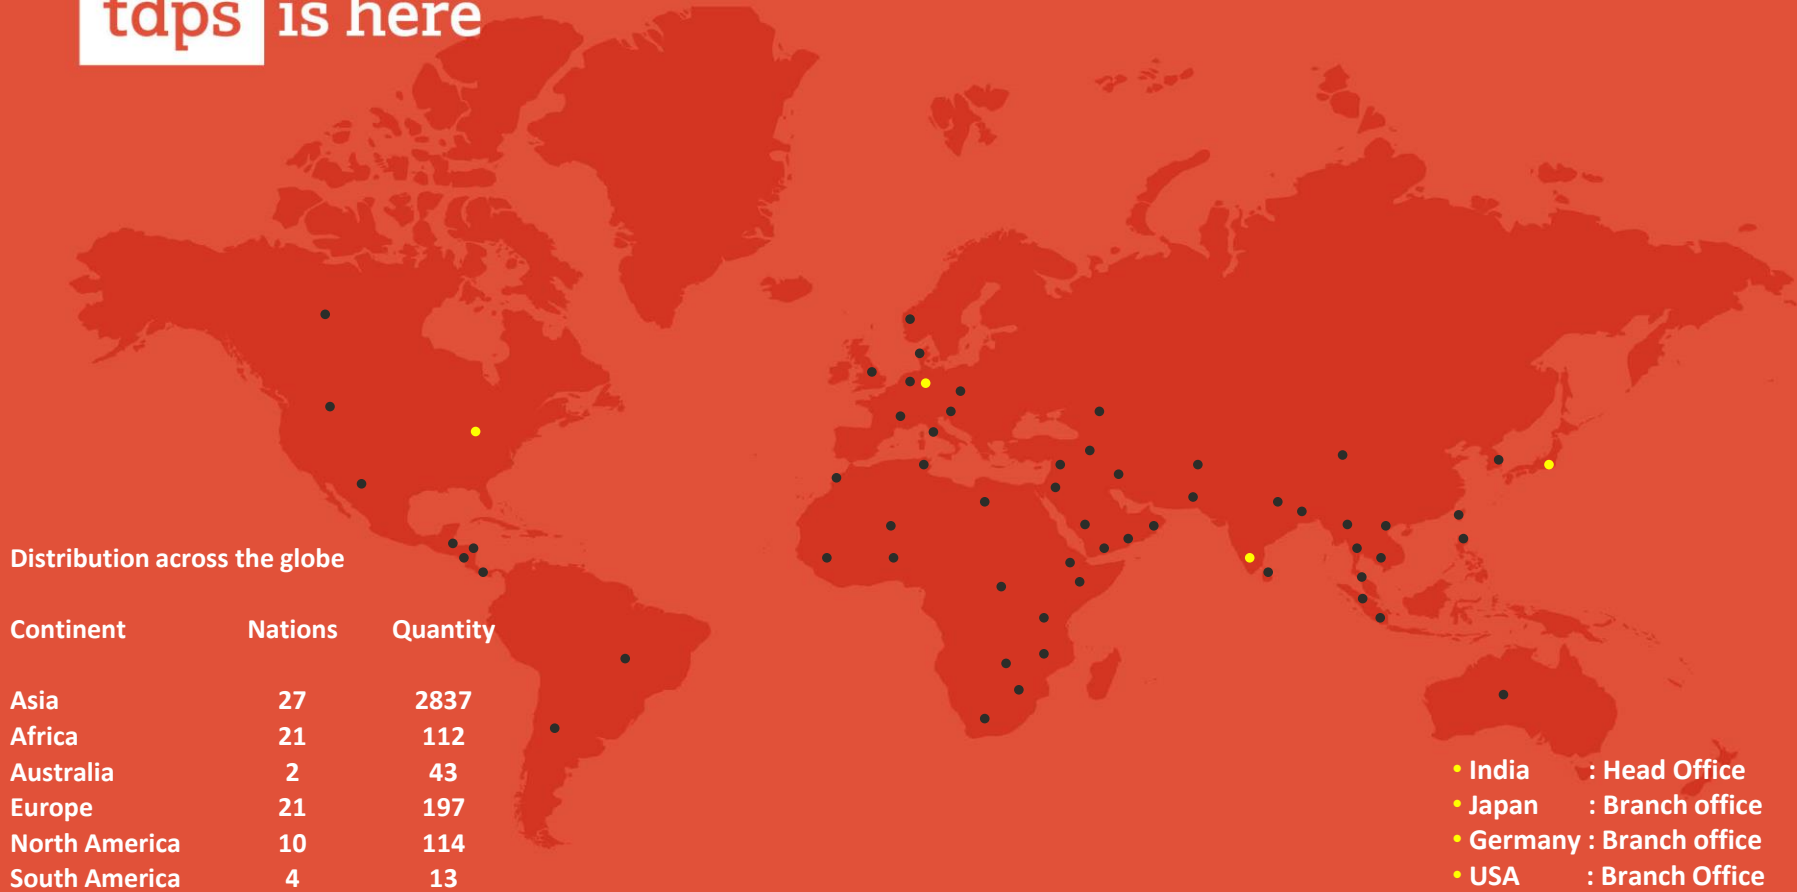 tdps is here
Distribution across the globe
Continent Nations Quantity
Asia 27 2837
Africa 21 112
Australia 2 43
Europe 21 197
North America 10 114
South America 4 13
• India : Head Office
• Japan : Branch office
• Germany : Branch office
• USA : Branch Office